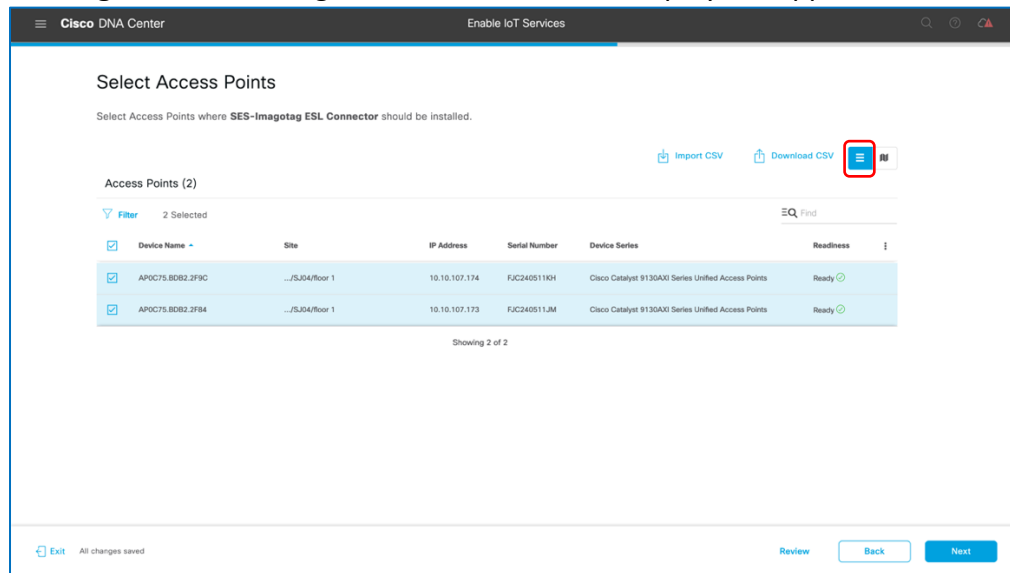 Cisco DNA Center
Enable IoT Services
Select Access Points
Select Access Points where SES-Imagotag ESL Connector should be installed.
Import CSV
Download CSV
Access Points (2)
Filter
2 Selected
Find
Device Name Site IP Address Serial Number Device Series Readiness
AP0C75.BDB2.2F9C .../SJ04/floor 1 10.10.107.174 FJC240511KH Cisco Catalyst 9130AXI Series Unified Access Points Ready
AP0C75.BDB2.2F84 .../SJ04/floor 1 10.10.107.173 FJC240511JM Cisco Catalyst 9130AXI Series Unified Access Points Ready
Showing 2 of 2
Exit
All changes saved
Review
Back
Next